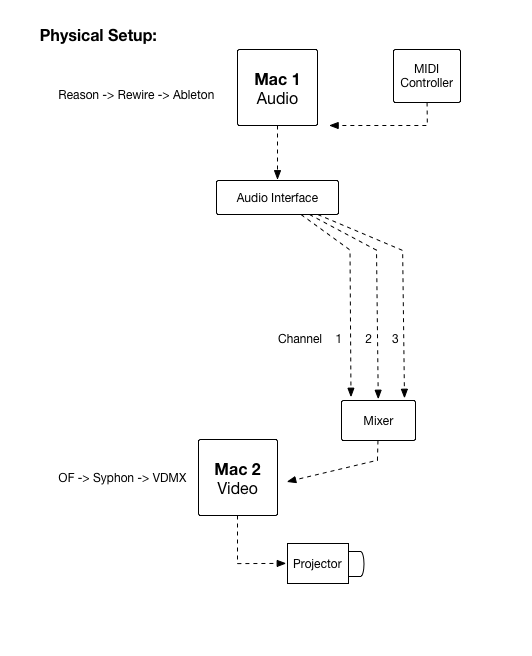 Physical Setup:
Mac 1
Audio
MIDI
Controller
Reason -> Rewire -> Ableton
Audio Interface
Channel 1 2 3
Mixer
Mac 2
Video
OF -> Syphon -> VDMX
Projector